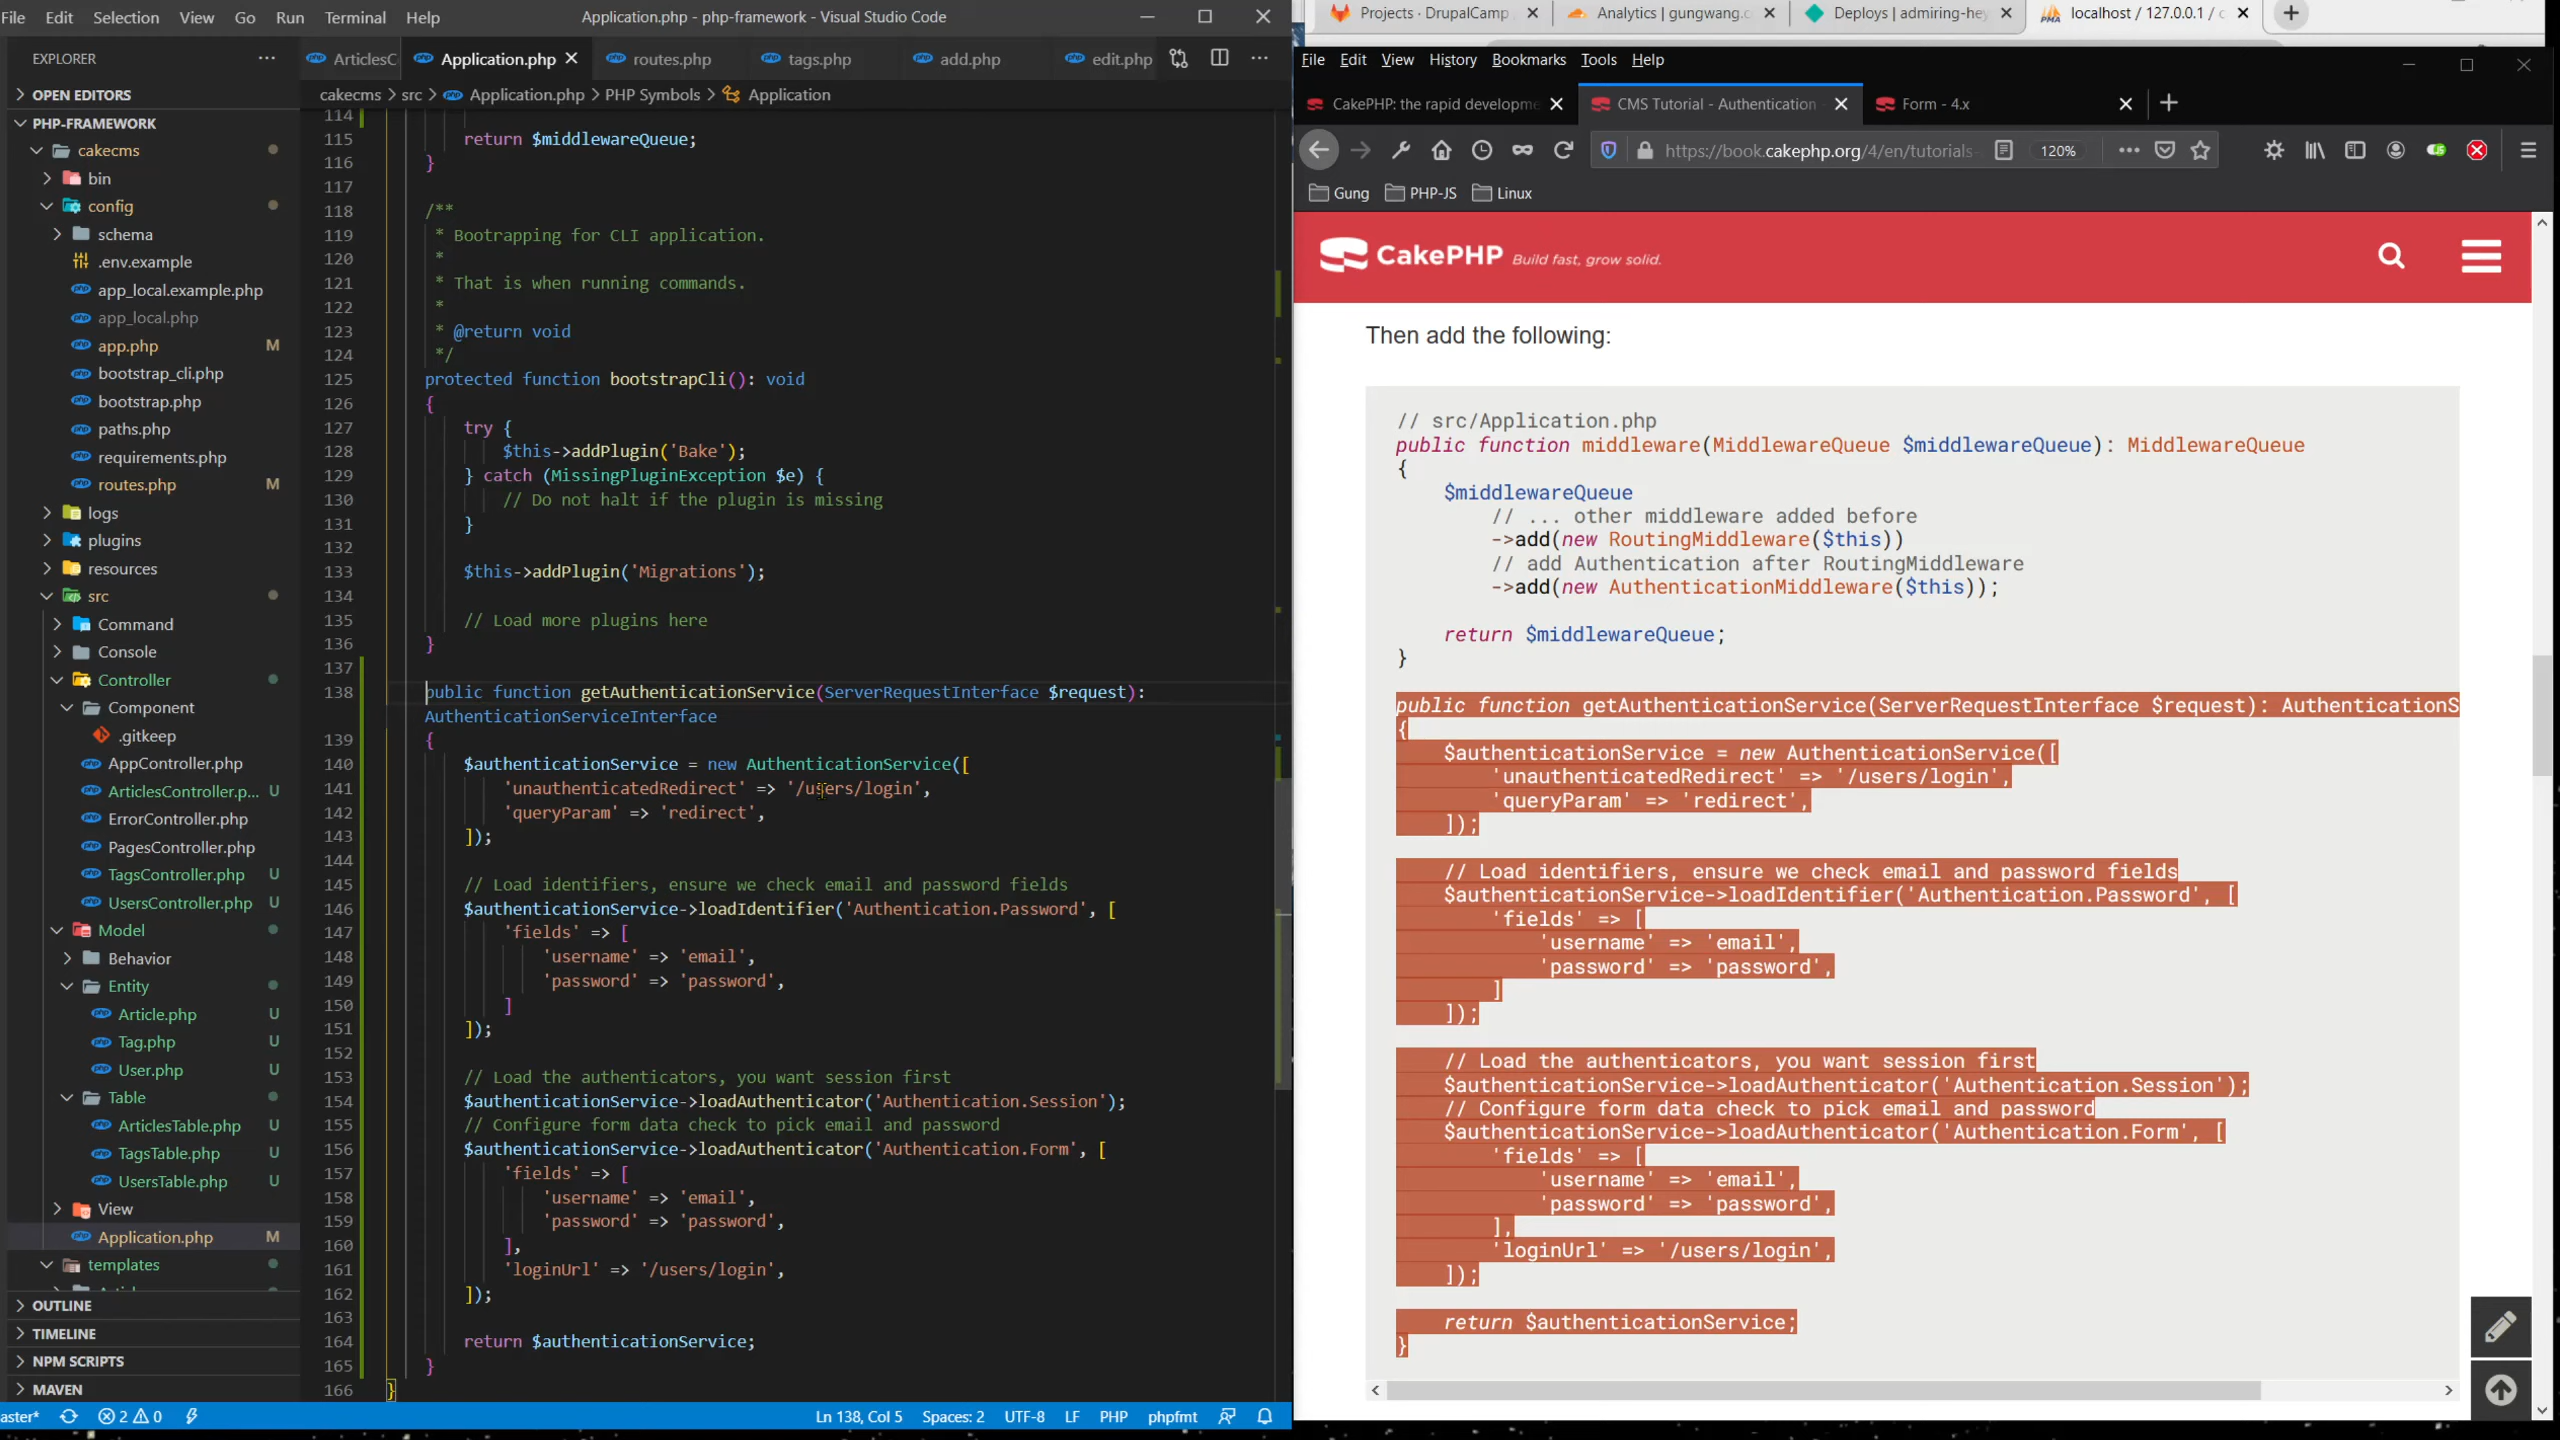 File Edit Selection View Go Run Terminal Help
Application.php - php-framework - Visual Studio Code
EXPLORER
OPEN EDITORS
PHP-FRAMEWORK
cakecms
bin
config
schema
.env.example
app_local.example.php
app_local.php
app.php M
bootstrap_cli.php
bootstrap.php
paths.php
requirements.php
routes.php M
logs
plugins
resources
src
Command
Console
Controller
Component
.gitkeep
AppController.php
ArticlesController.p... U
ErrorController.php
PagesController.php
TagsController.php U
UsersController.php U
Model
Behavior
Entity
Article.php U
Tag.php U
User.php U
Table
ArticlesTable.php U
TagsTable.php U
UsersTable.php U
View
Application.php M
templates
OUTLINE
TIMELINE
NPM SCRIPTS
MAVEN
ArticlesC Application.php routes.php tags.php add.php edit.php
cakecms > src > Application.php > PHP Symbols > Application
114
115 return $middlewareQueue;
116 }
117
118 /**
119 * Bootrapping for CLI application.
120 *
121 * That is when running commands.
122 *
123 * @return void
124 */
125 protected function bootstrapCli(): void
126 {
127 try {
128 $this->addPlugin('Bake');
129 } catch (MissingPluginException $e) {
130 // Do not halt if the plugin is missing
131 }
132
133 $this->addPlugin('Migrations');
134
135 // Load more plugins here
136 }
137
138 public function getAuthenticationService(ServerRequestInterface $request):
AuthenticationServiceInterface
139 {
140 $authenticationService = new AuthenticationService([
141 'unauthenticatedRedirect' => '/users/login',
142 'queryParam' => 'redirect',
143 ]);
144
145 // Load identifiers, ensure we check email and password fields
146 $authenticationService->loadIdentifier('Authentication.Password', [
147 'fields' => [
148 'username' => 'email',
149 'password' => 'password',
150 ]
151 ]);
152
153 // Load the authenticators, you want session first
154 $authenticationService->loadAuthenticator('Authentication.Session');
155 // Configure form data check to pick email and password
156 $authenticationService->loadAuthenticator('Authentication.Form', [
157 'fields' => [
158 'username' => 'email',
159 'password' => 'password',
160 ],
161 'loginUrl' => '/users/login',
162 ]);
163
164 return $authenticationService;
165 }
166 }
aster* 2 0 Ln 138, Col 5 Spaces: 2 UTF-8 LF PHP phpfmt
Projects · DrupalCamp Analytics | gungwang.c Deploys | admiring-hey localhost / 127.0.0.1 / c
File Edit View History Bookmarks Tools Help
CakePHP: the rapid developme CMS Tutorial - Authentication Form - 4.x
https://book.cakephp.org/4/en/tutorials- 120%
Gung PHP-JS Linux
CakePHP Build fast, grow solid.
Then add the following:
// src/Application.php
public function middleware(MiddlewareQueue $middlewareQueue): MiddlewareQueue
{
$middlewareQueue
// ... other middleware added before
->add(new RoutingMiddleware($this))
// add Authentication after RoutingMiddleware
->add(new AuthenticationMiddleware($this));
return $middlewareQueue;
}
public function getAuthenticationService(ServerRequestInterface $request): AuthenticationS
{
$authenticationService = new AuthenticationService([
'unauthenticatedRedirect' => '/users/login',
'queryParam' => 'redirect',
]);
// Load identifiers, ensure we check email and password fields
$authenticationService->loadIdentifier('Authentication.Password', [
'fields' => [
'username' => 'email',
'password' => 'password',
]
]);
// Load the authenticators, you want session first
$authenticationService->loadAuthenticator('Authentication.Session');
// Configure form data check to pick email and password
$authenticationService->loadAuthenticator('Authentication.Form', [
'fields' => [
'username' => 'email',
'password' => 'password',
],
'loginUrl' => '/users/login',
]);
return $authenticationService;
}